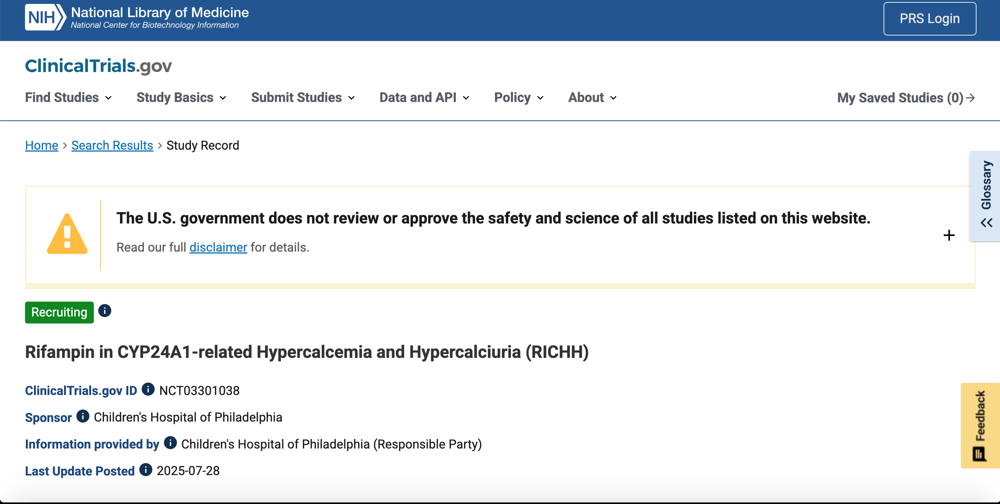 NIH National Library of Medicine
National Center for Biotechnology Information
PRS Login
ClinicalTrials.gov
Find Studies Study Basics Submit Studies Data and API Policy About My Saved Studies (0)
Home > Search Results > Study Record
Glossary
The U.S. government does not review or approve the safety and science of all studies listed on this website.
Read our full disclaimer for details.
Recruiting
Rifampin in CYP24A1-related Hypercalcemia and Hypercalciuria (RICHH)
ClinicalTrials.gov ID NCT03301038
Sponsor Children's Hospital of Philadelphia
Information provided by Children's Hospital of Philadelphia (Responsible Party)
Last Update Posted 2025-07-28
Feedback